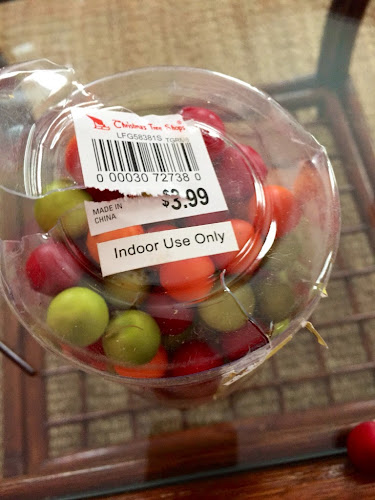 Christmas Tree Shops
LFG58381S
0 00030 72738 0
MADE IN
CHINA
$3.99
Indoor Use Only